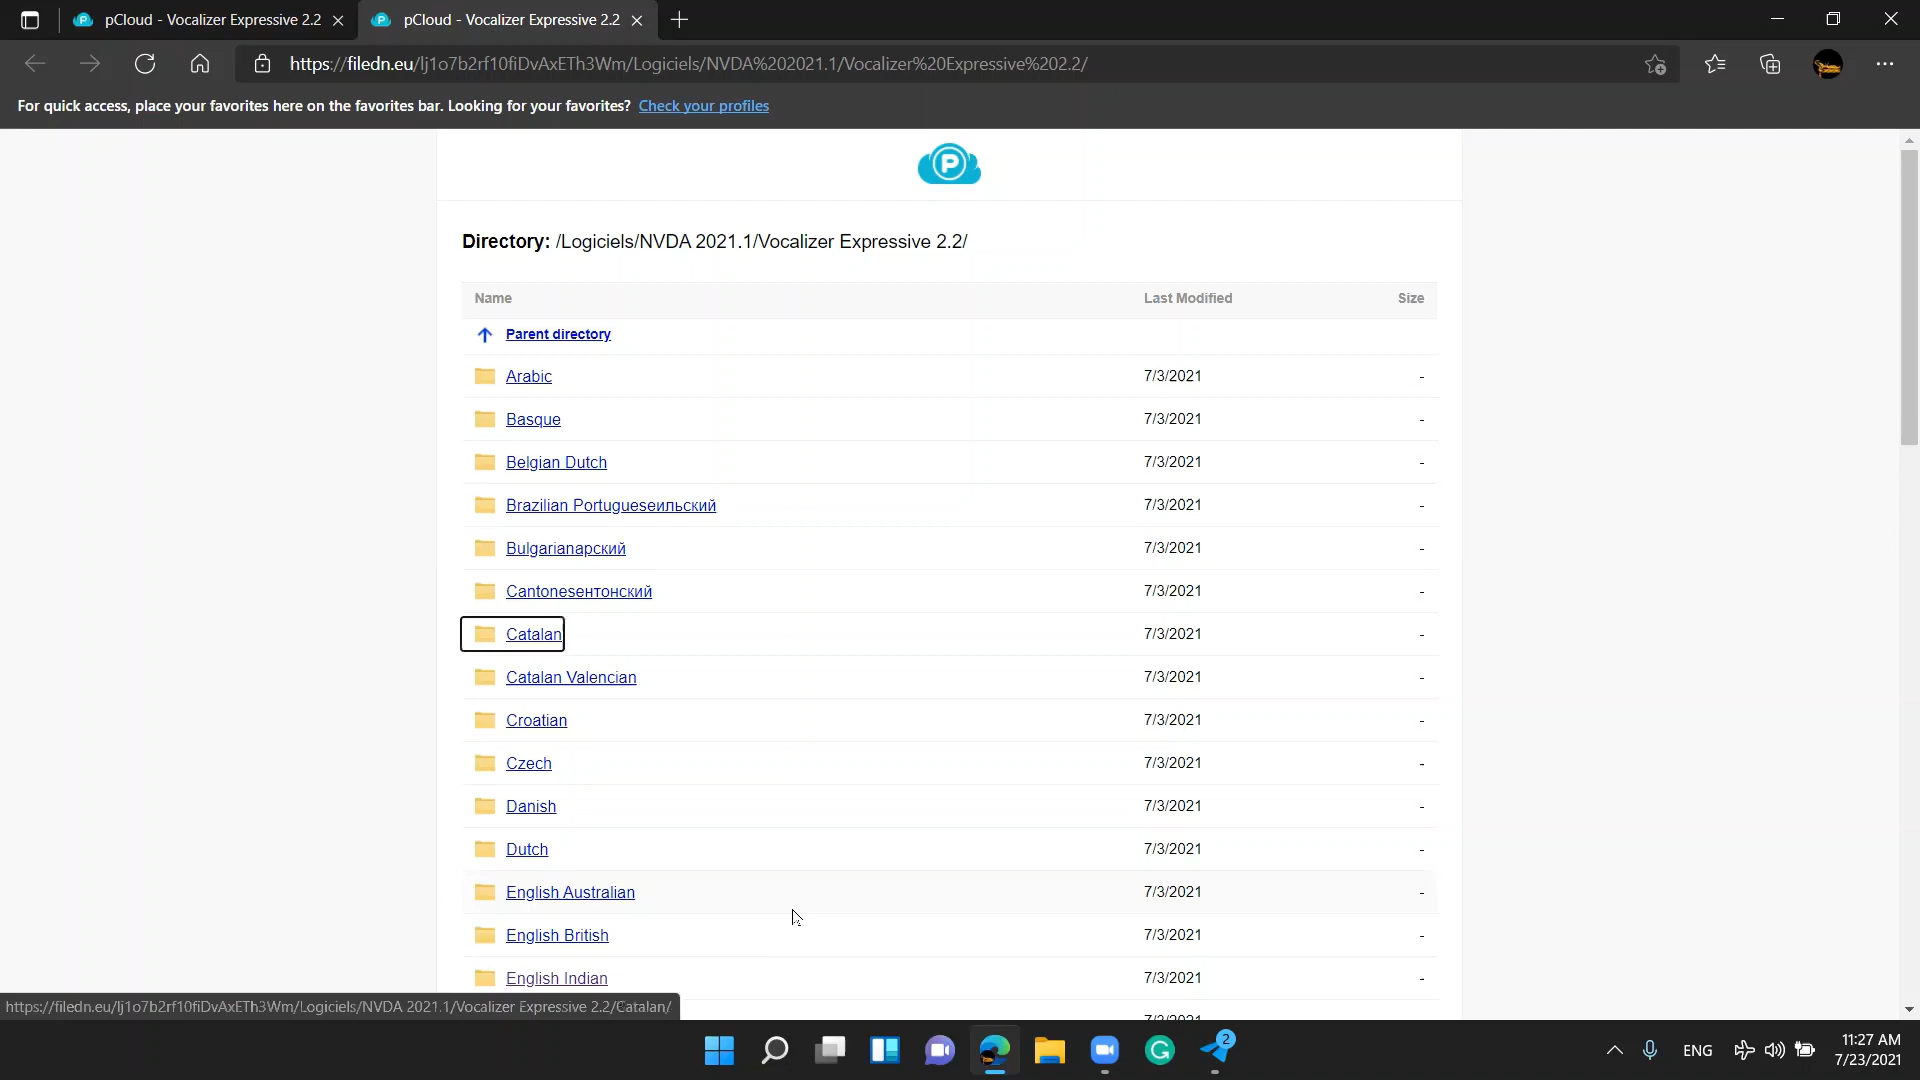 pCloud - Vocalizer Expressive 2.2
pCloud - Vocalizer Expressive 2.2
https://filedn.eu/lj1o7b2rf10fiDvAxETh3Wm/Logiciels/NVDA%202021.1/Vocalizer%20Expressive%202.2/
For quick access, place your favorites here on the favorites bar. Looking for your favorites? Check your profiles
P
Directory: /Logiciels/NVDA 2021.1/Vocalizer Expressive 2.2/
Name Last Modified Size
Parent directory
Arabic 7/3/2021 -
Basque 7/3/2021 -
Belgian Dutch 7/3/2021 -
Brazilian Portugueseильский 7/3/2021 -
Bulgarianарский 7/3/2021 -
Cantoneseнтонский 7/3/2021 -
Catalan 7/3/2021 -
Catalan Valencian 7/3/2021 -
Croatian 7/3/2021 -
Czech 7/3/2021 -
Danish 7/3/2021 -
Dutch 7/3/2021 -
English Australian 7/3/2021 -
English British 7/3/2021 -
English Indian 7/3/2021 -
7/3/2021
https://filedn.eu/lj1o7b2rf10fiDvAxETh3Wm/Logiciels/NVDA 2021.1/Vocalizer Expressive 2.2/Catalan/
2
ENG
11:27 AM
7/23/2021